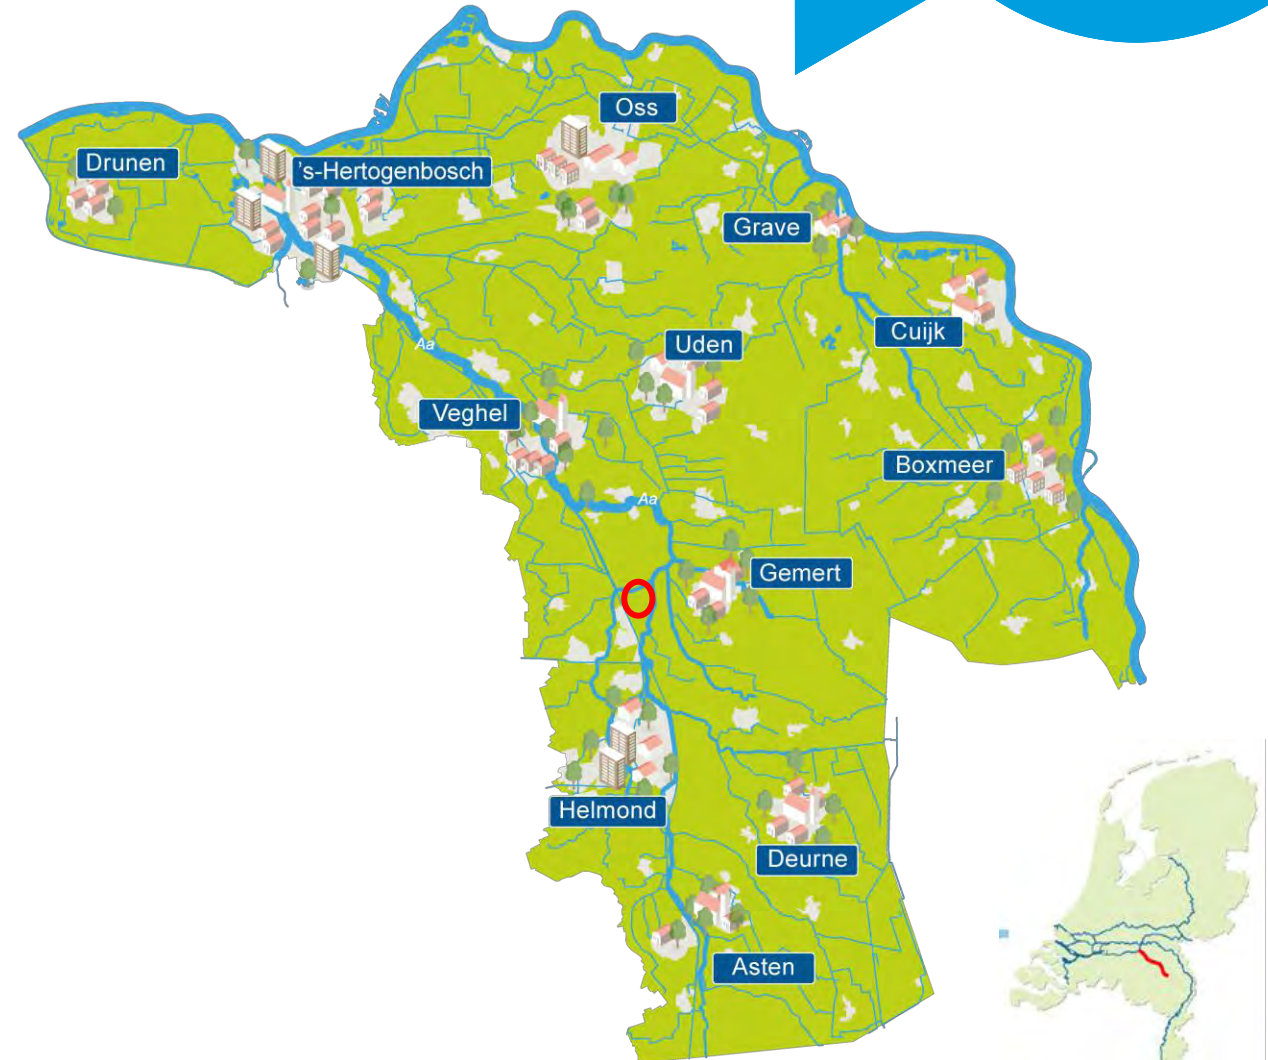 Oss
Drunen
's-Hertogenbosch
Grave
Cuijk
Uden
Aa
Veghel
Boxmeer
Aa
Gemert
Helmond
Deurne
Asten